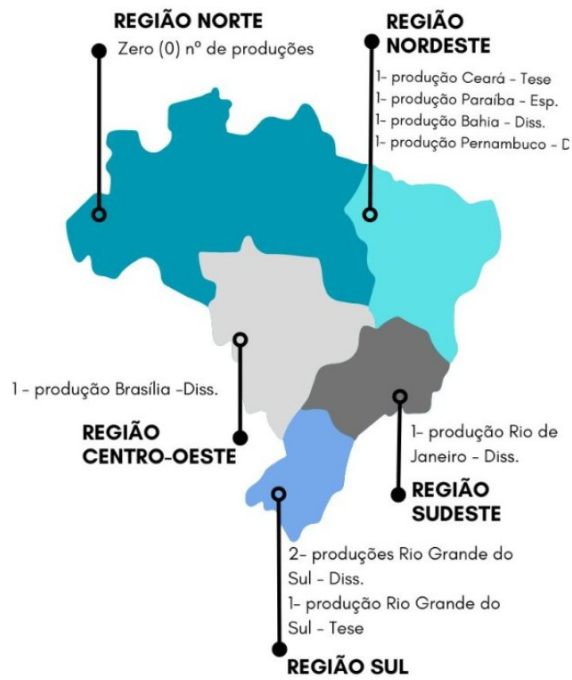 REGIÃO NORTE
Zero (0) nº de produções
REGIÃO
NORDESTE
1- produção Ceará - Tese
1- produção Paraíba - Esp.
1- produção Bahia - Diss.
1- produção Pernambuco - D
1 - produção Brasília -Diss.
REGIÃO
CENTRO-OESTE
1- produção Rio de
Janeiro - Diss.
REGIÃO
SUDESTE
2- produções Rio Grande do
Sul - Diss.
1- produção Rio Grande do
Sul - Tese
REGIÃO SUL